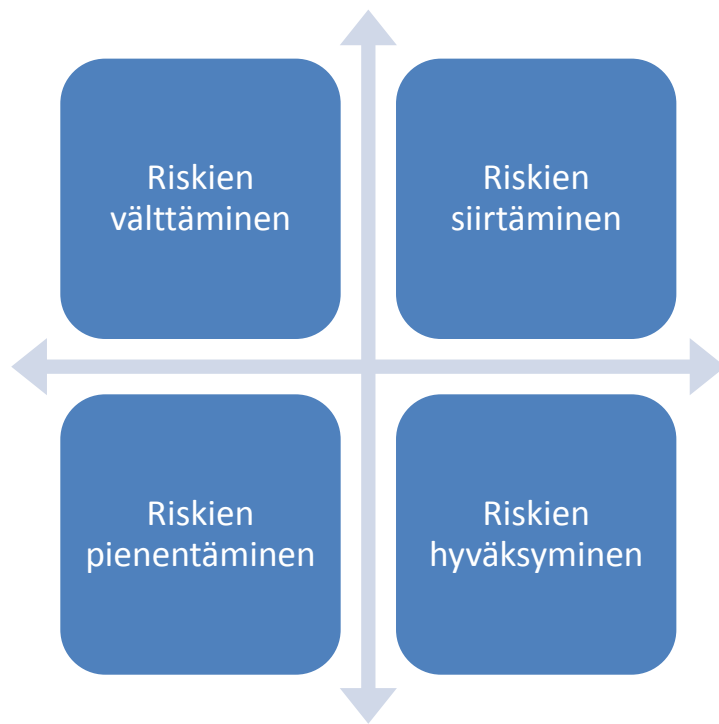 Riskien
välttäminen
Riskien
siirtäminen
Riskien
pienentäminen
Riskien
hyväksyminen